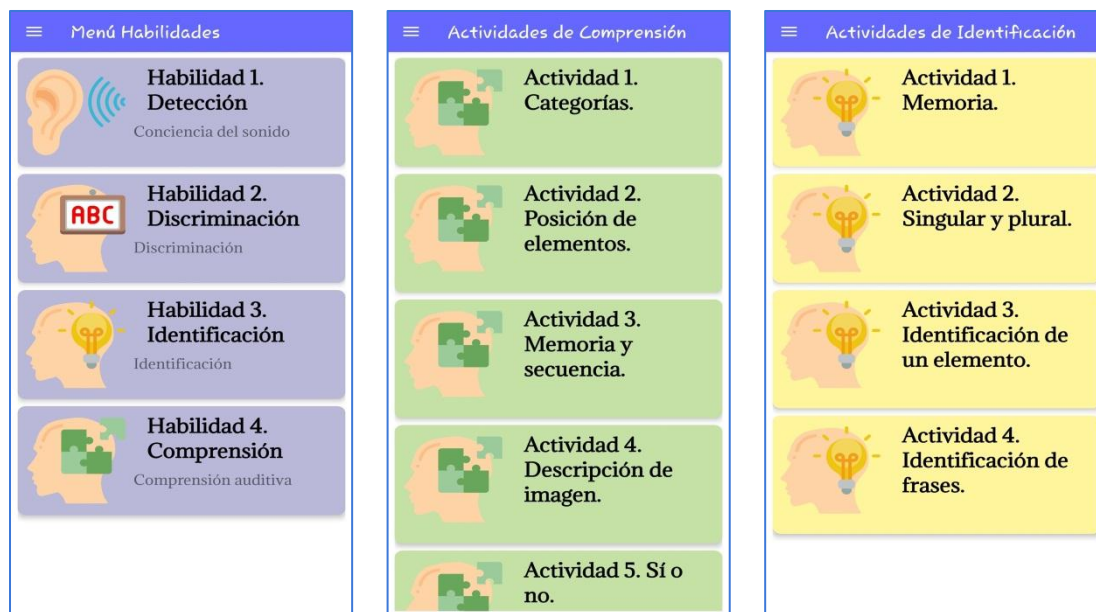 Menú Habilidades
Habilidad 1.
Detección
Conciencia del sonido
ABC
Habilidad 2.
Discriminación
Discriminación
Habilidad 3.
Identificación
Identificación
Habilidad 4.
Comprensión
Comprensión auditiva
Actividades de Comprensión
Actividad 1.
Categorías.
Actividad 2.
Posición de
elementos.
Actividad 3.
Memoria y
secuencia.
Actividad 4.
Descripción de
imagen.
Actividad 5. Sí o
no.
Actividades de Identificación
Actividad 1.
Memoria.
Actividad 2.
Singular y plural.
Actividad 3.
Identificación de
un elemento.
Actividad 4.
Identificación de
frases.